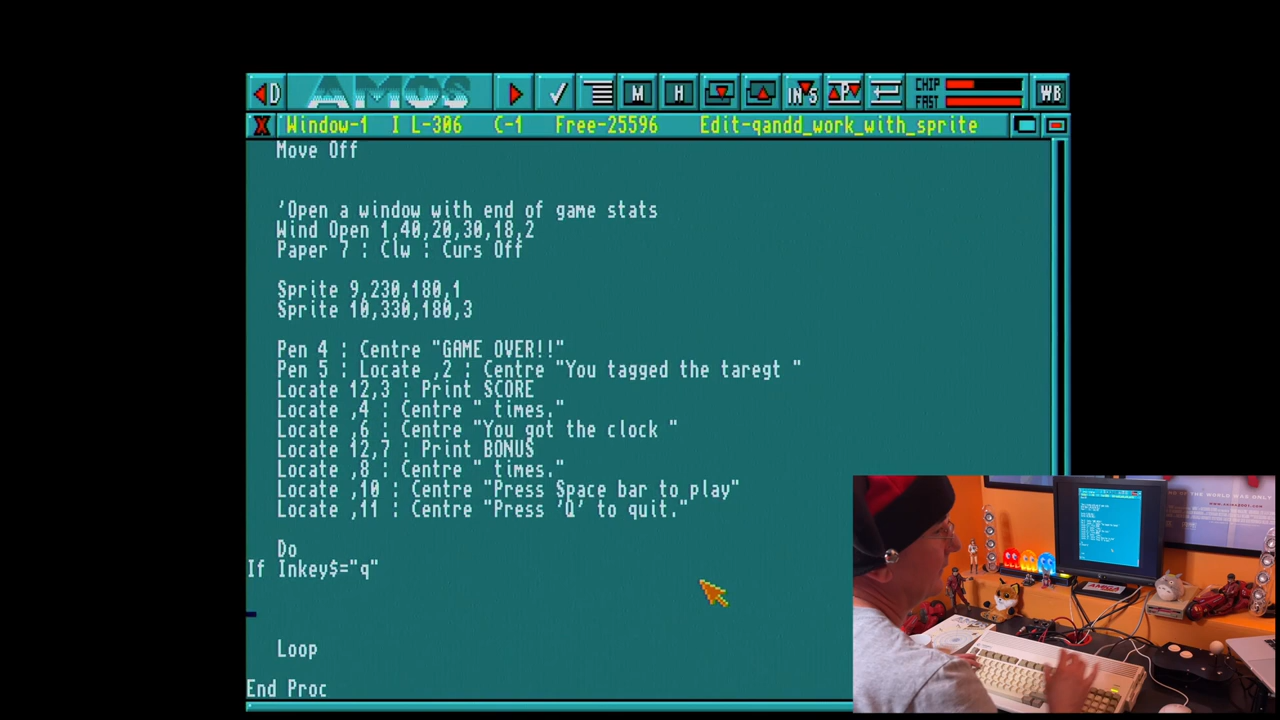 D AMOS M H INS P CHIP FAST WB
X Window-1 I L-306 C-1 Free-25596 Edit-qandd_work_with_sprite
Move Off
'Open a window with end of game stats
Wind Open 1,40,20,30,18,2
Paper 7 : Clw : Curs Off
Sprite 9,230,180,1
Sprite 10,330,180,3
Pen 4 : Centre "GAME OVER!!"
Pen 5 : Locate ,2 : Centre "You tagged the taregt "
Locate 12,3 : Print SCORE
Locate ,4 : Centre " times."
Locate ,6 : Centre "You got the clock "
Locate 12,7 : Print BONUS
Locate ,8 : Centre " times."
Locate ,10 : Centre "Press Space bar to play"
Locate ,11 : Centre "Press 'Q' to quit."
Do
If Inkey$="q"
Loop
End Proc